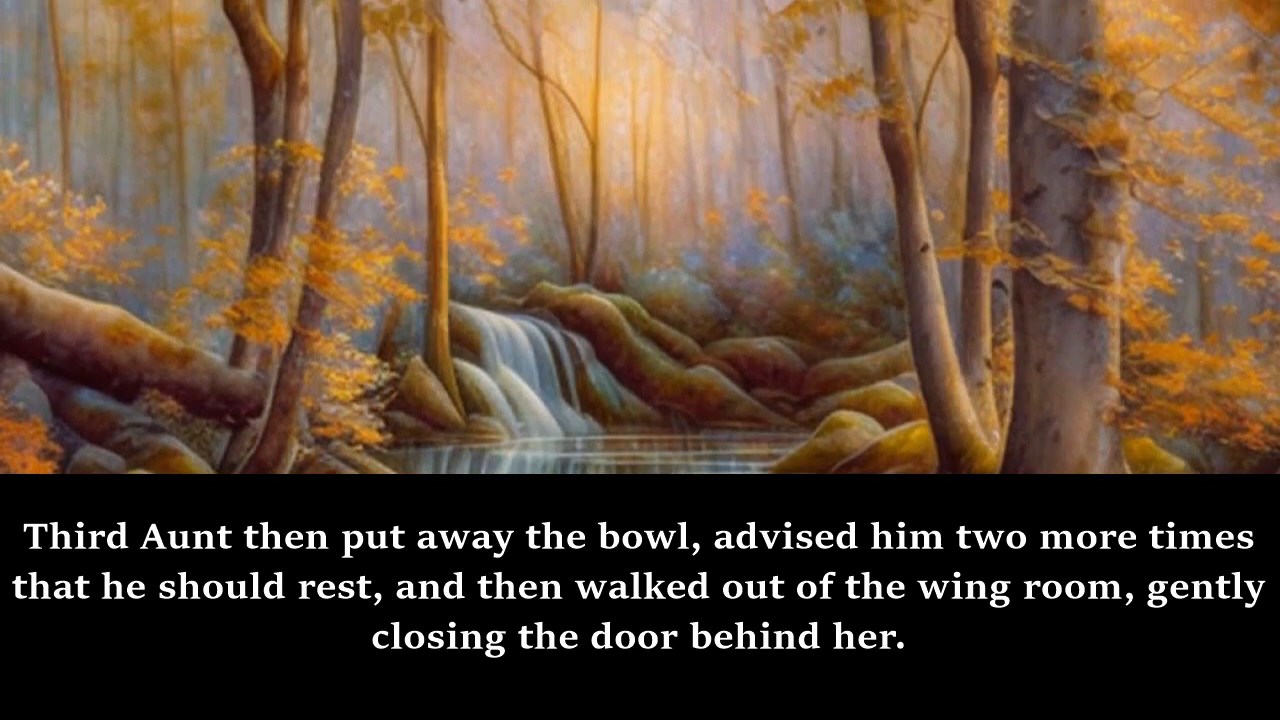 Third Aunt then put away the bowl, advised him two more times
that he should rest, and then walked out of the wing room, gently
closing the door behind her.